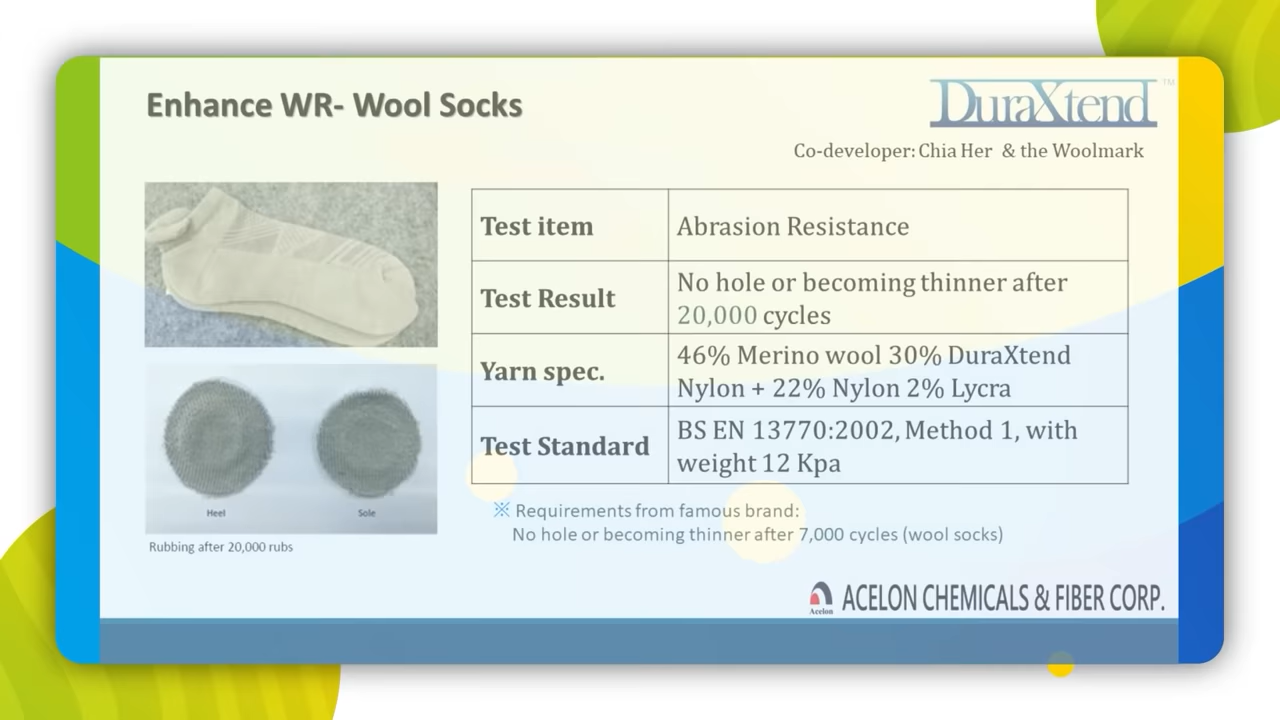 Enhance WR- Wool Socks
DuraXtend™
Co-developer: Chia Her & the Woolmark
Test item
Abrasion Resistance
Test Result
No hole or becoming thinner after
20,000 cycles
Yarn spec.
46% Merino wool 30% DuraXtend
Nylon + 22% Nylon 2% Lycra
Test Standard
BS EN 13770:2002, Method 1, with
weight 12 Kpa
Heel
Sole
Rubbing after 20,000 rubs
※ Requirements from famous brand:
No hole or becoming thinner after 7,000 cycles (wool socks)
Acelon
ACELON CHEMICALS & FIBER CORP.